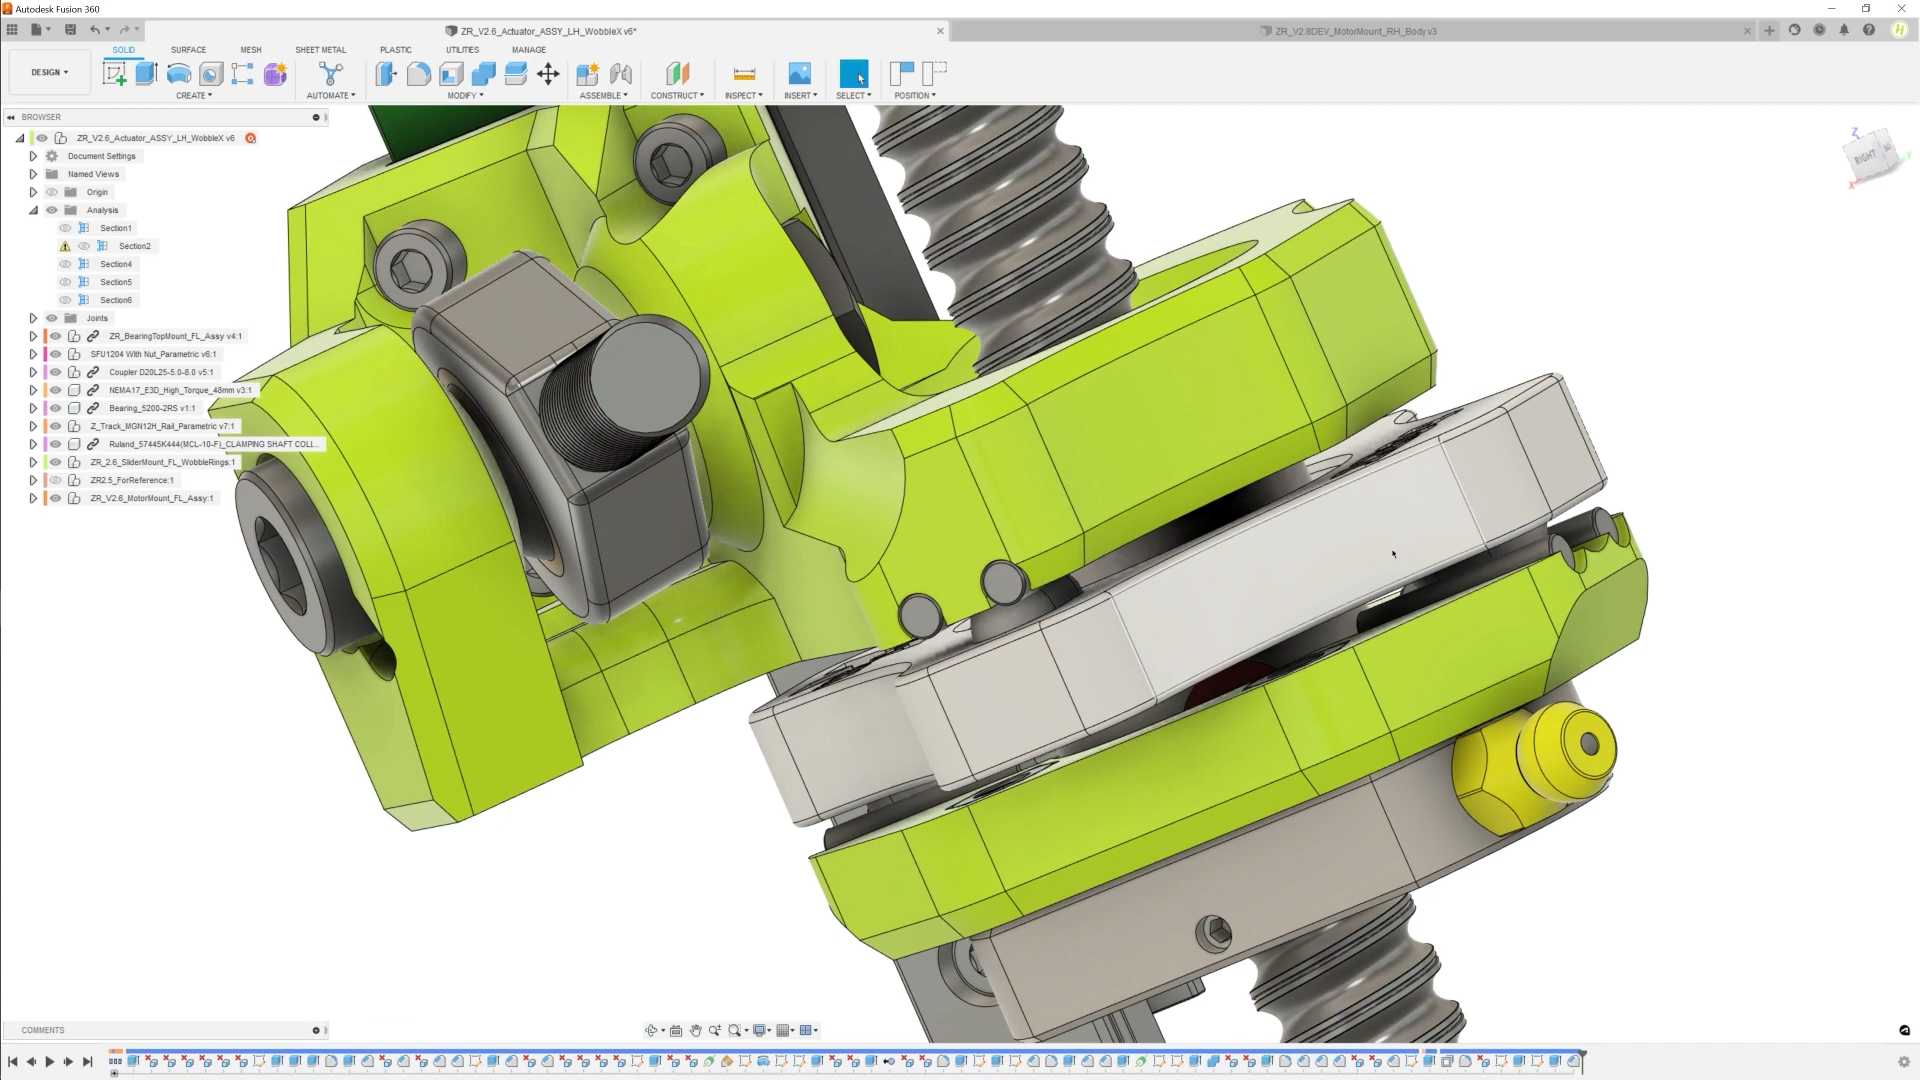 Autodesk Fusion 360
ZR_V2.6_Actuator_ASSY_LH_WobbleX v6*
ZR_V2.8DEV_MotorMount_RH_Body v3
DESIGN
SOLID SURFACE MESH SHEET METAL PLASTIC UTILITIES MANAGE
CREATE AUTOMATE MODIFY ASSEMBLE CONSTRUCT INSPECT INSERT SELECT POSITION
BROWSER
ZR_V2.6_Actuator_ASSY_LH_WobbleX v6
Document Settings
Named Views
Origin
Analysis
Section1
Section2
Section4
Section5
Section6
Joints
ZR_BearingTopMount_FL_Assy v4:1
SFU1204 With Nut_Parametric v6:1
Coupler D20L25-5.0-8.0 v5:1
NEMA17_E3D_High_Torque_48mm v3:1
Bearing_5200-2RS v1:1
Z_Track_MGN12H_Rail_Parametric v7:1
Ruland_57445K444(MCL-10-F)_CLAMPING SHAFT COLL...
ZR_2.6_SliderMount_FL_WobbleRings:1
ZR2.5_ForReference:1
ZR_V2.6_MotorMount_FL_Assy:1
Z
RIGHT
X
COMMENTS